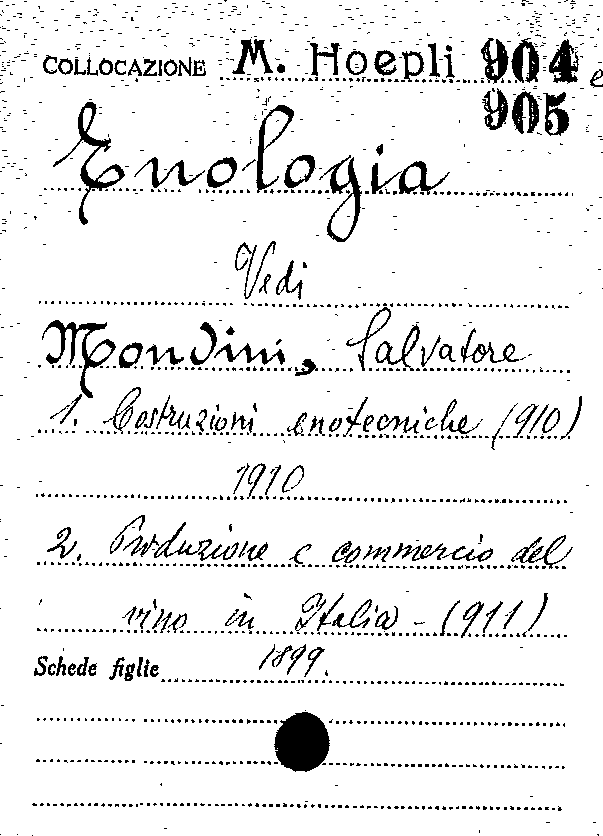 COLLOCAZIONE M. Hoepli 904 e
905
Enologia
Vedi
Mondini, Salvatore
1. Costruzioni enotecniche (910)
1910
2. Produzione e commercio del
vino in Italia - (911)
Schede figlie 1899.